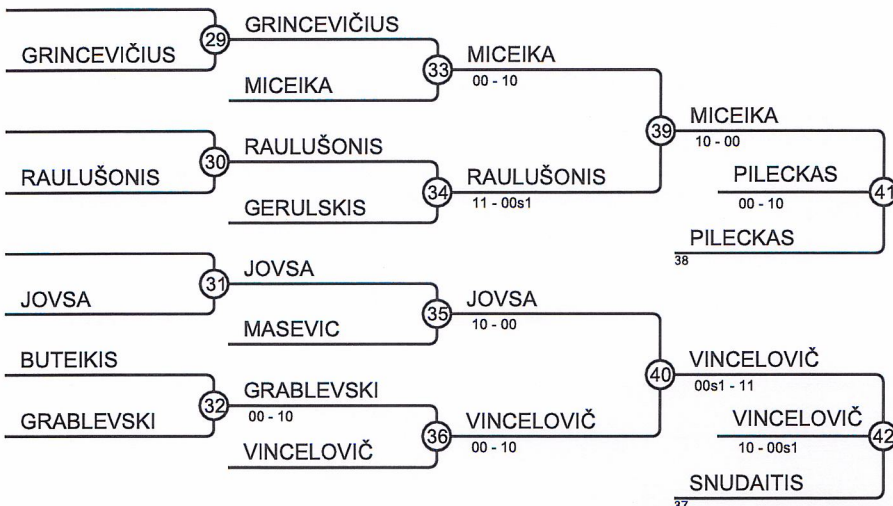 GRINCEVIČIUS
29
GRINCEVIČIUS
MICEIKA
33
MICEIKA
00 - 10
RAULUŠONIS
30
RAULUŠONIS
GERULSKIS
34
RAULUŠONIS
11 - 00s1
39
MICEIKA
10 - 00
PILECKAS
00 - 10
41
PILECKAS
38
JOVSA
31
JOVSA
MASEVIC
35
JOVSA
10 - 00
BUTEIKIS
GRABLEVSKI
32
GRABLEVSKI
00 - 10
VINCELOVIČ
36
VINCELOVIČ
00 - 10
40
VINCELOVIČ
00s1 - 11
VINCELOVIČ
10 - 00s1
42
SNUDAITIS
37